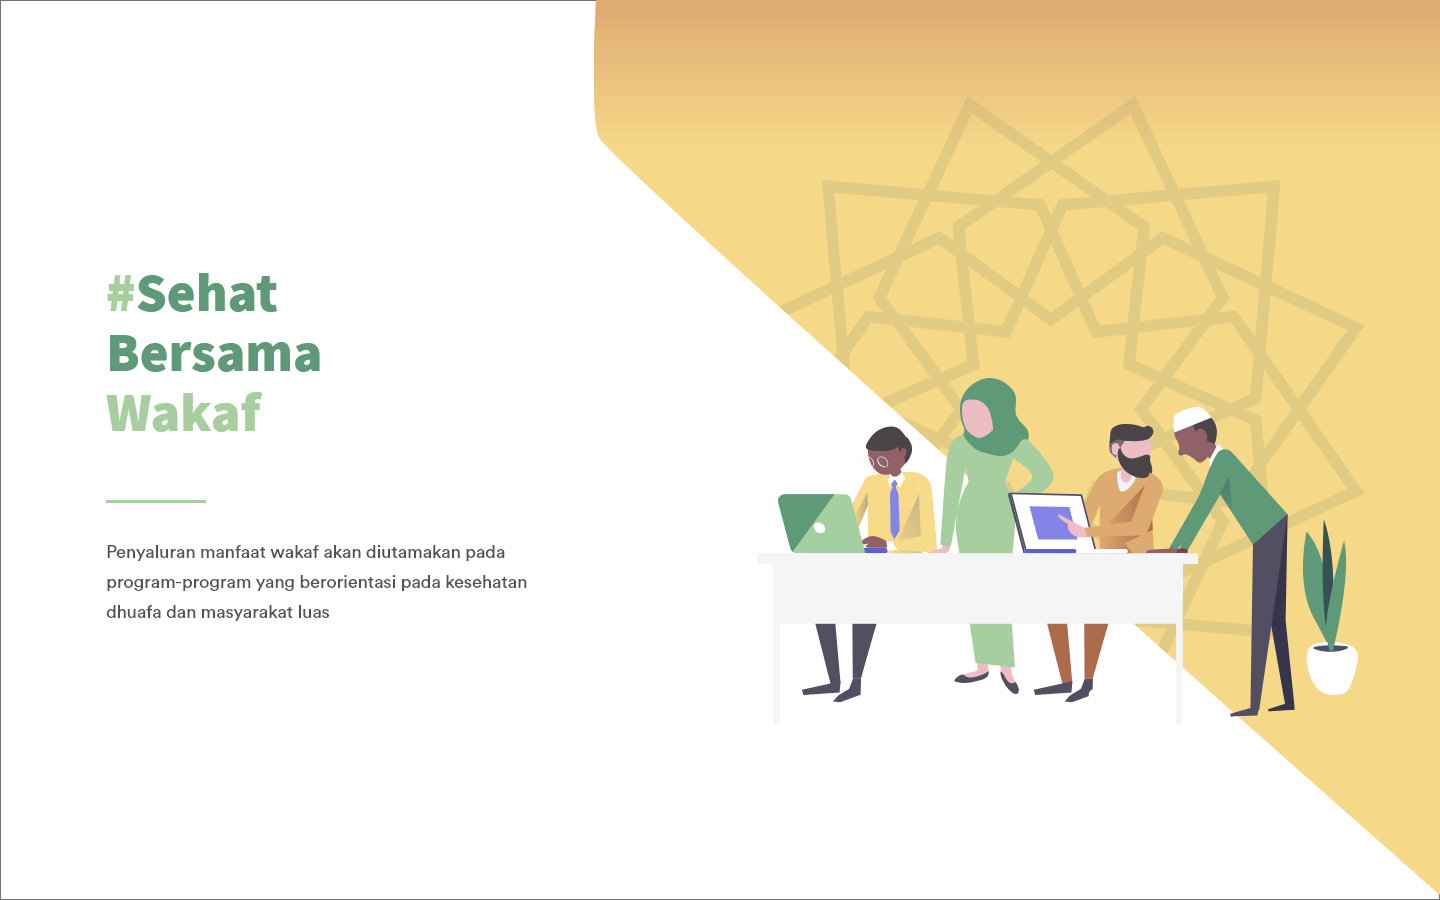 #Sehat
Bersama
Wakaf
Penyaluran manfaat wakaf akan diutamakan pada
program-program yang berorientasi pada kesehatan
dhuafa dan masyarakat luas